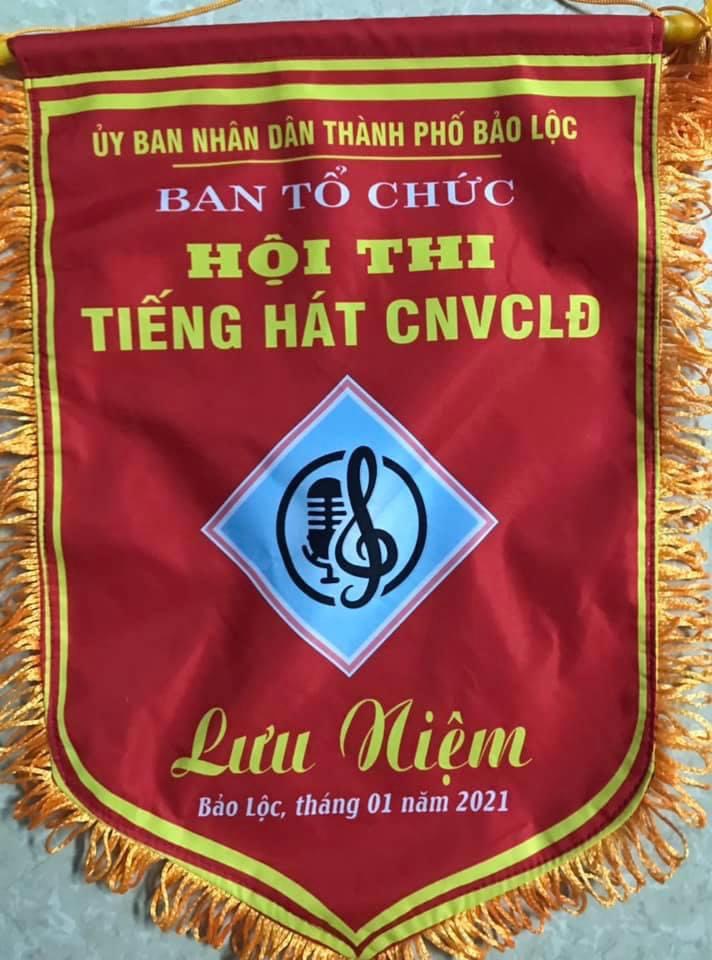 ỦY BAN NHÂN DÂN THÀNH PHỐ BẢO LỘC
BAN TỔ CHỨC
HỘI THI
TIẾNG HÁT CNVCLĐ
Lưu Niệm
Bảo Lộc, tháng 01 năm 2021